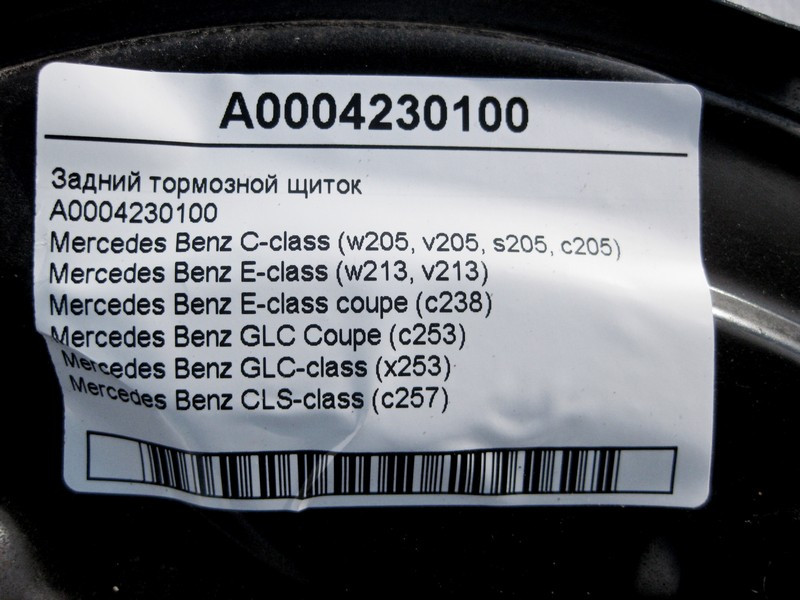 A0004230100
Задний тормозной щиток
A0004230100
Mercedes Benz C-class (w205, v205, s205, c205)
Mercedes Benz E-class (w213, v213)
Mercedes Benz E-class coupe (c238)
Mercedes Benz GLC Coupe (c253)
Mercedes Benz GLC-class (x253)
Mercedes Benz CLS-class (c257)